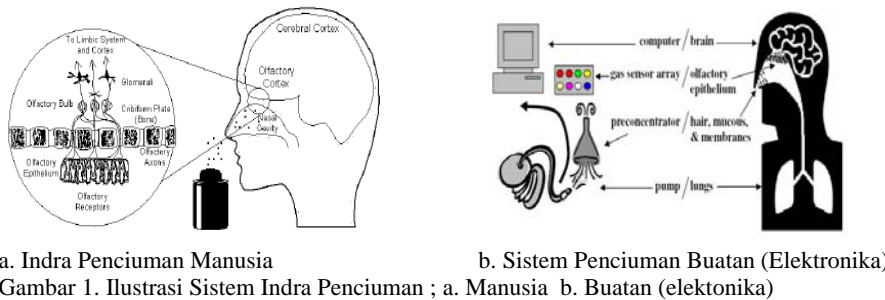 Cerebral Cortex
To Limbic System
and Cortex
Glomeruli
Olfactory
Cortex
Olfactory Bulb
Cribiform Plate
(Bone)
Nasal
Cavity
Olfactory
Axons
Olfactory
Epithelium
Olfactory
Receptors
computer/brain
gas sensor array/olfactory
epithelium
preconcentrator/hair, mucous,
& membranes
pump/lungs
a. Indra Penciuman Manusia
b. Sistem Penciuman Buatan (Elektronika)
Gambar 1. Ilustrasi Sistem Indra Penciuman ; a. Manusia b. Buatan (elektonika)